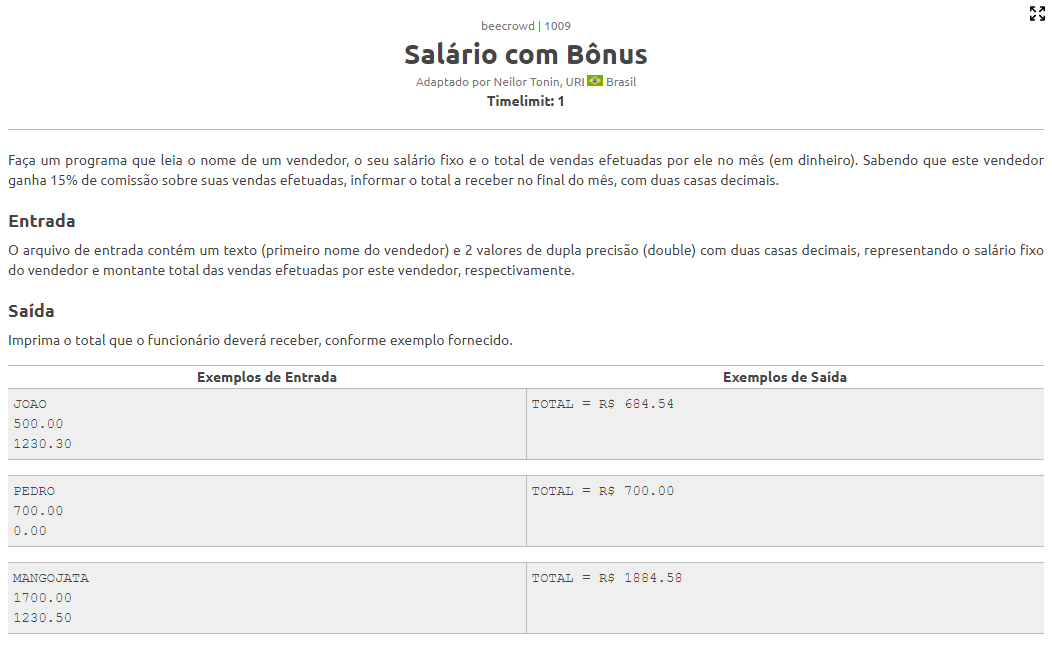 beecrowd | 1009
Salário com Bônus
Adaptado por Neilor Tonin, URI Brasil
Timelimit: 1
Faça um programa que leia o nome de um vendedor, o seu salário fixo e o total de vendas efetuadas por ele no mês (em dinheiro). Sabendo que este vendedor
ganha 15% de comissão sobre suas vendas efetuadas, informar o total a receber no final do mês, com duas casas decimais.
Entrada
O arquivo de entrada contém um texto (primeiro nome do vendedor) e 2 valores de dupla precisão (double) com duas casas decimais, representando o salário fixo
do vendedor e montante total das vendas efetuadas por este vendedor, respectivamente.
Saída
Imprima o total que o funcionário deverá receber, conforme exemplo fornecido.
Exemplos de Entrada Exemplos de Saída
JOAO TOTAL = R$ 684.54
500.00
1230.30
PEDRO TOTAL = R$ 700.00
700.00
0.00
MANGOJATA TOTAL = R$ 1884.58
1700.00
1230.50